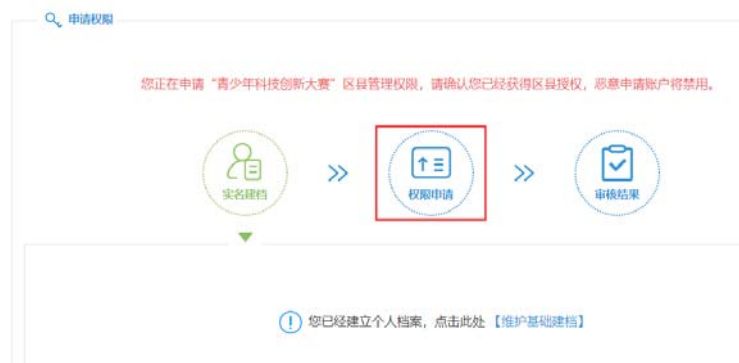 申请权限
您正在申请“青少年科技创新大赛”区县管理权限，请确认您已经获得区县授权，恶意申请账户将禁用。
实名建档
权限申请
审核结果
您已经建立个人档案，点击此处【维护基础建档】